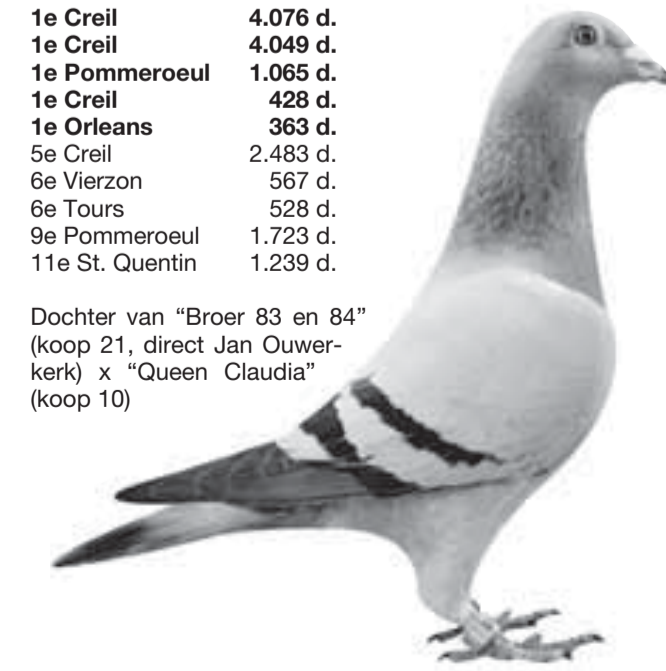 1e Creil 4.076 d.
1e Creil 4.049 d.
1e Pommeroeul 1.065 d.
1e Creil 428 d.
1e Orleans 363 d.
5e Creil 2.483 d.
6e Vierzon 567 d.
6e Tours 528 d.
9e Pommeroeul 1.723 d.
11e St. Quentin 1.239 d.
Dochter van “Broer 83 en 84”
(koop 21, direct Jan Ouwer-
kerk) x “Queen Claudia”
(koop 10)